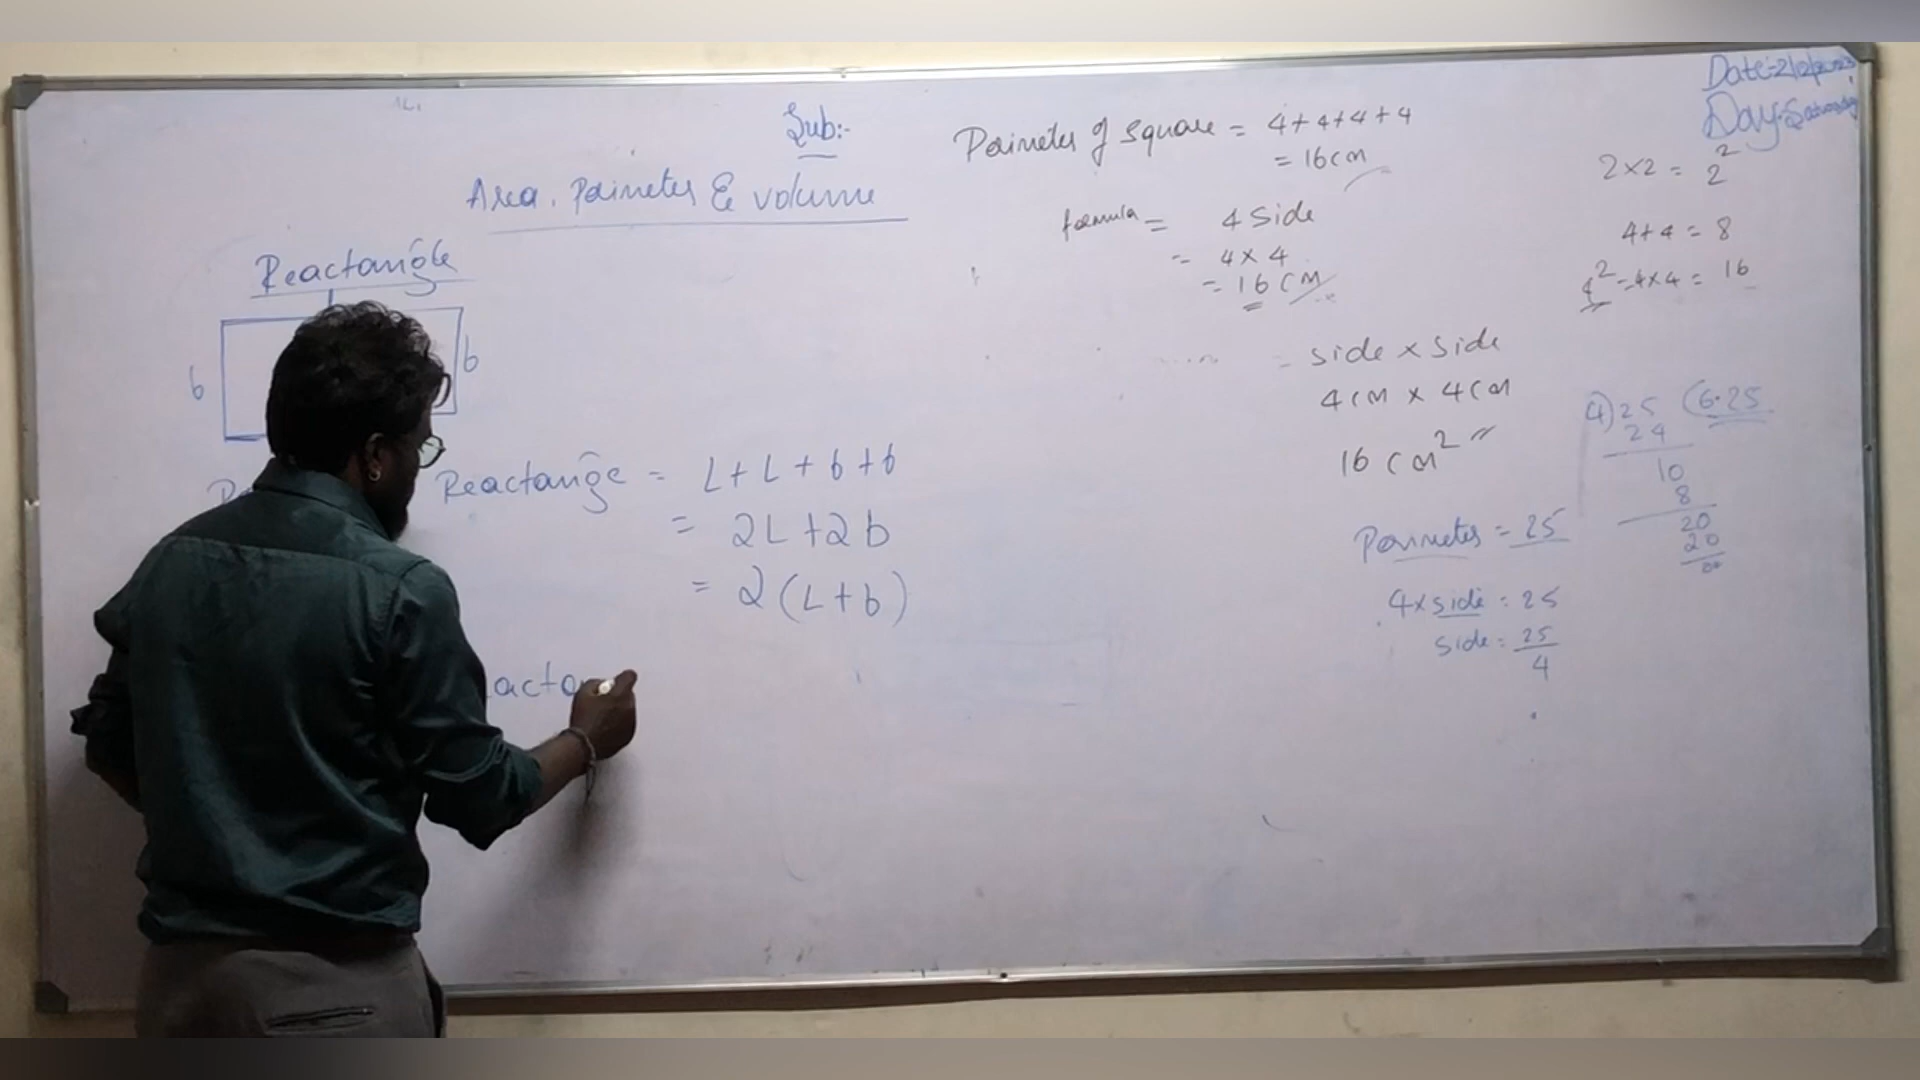 Sub:-
Area, Perimeter & volume
Reactangle
b
b
Reactange = L+L+b+b
= 2L+2b
= 2(L+b)
acta
Perimeter of square = 4+4+4+4
= 16cm
formula = 4 side
= 4×4
= 16 cm
= side × side
4cm × 4cm
16 cm²
Perimeter = 25
4×side = 25
side = 25
4
Day:-Saturday
2×2 = 2²
4+4 = 8
4² = 4×4 = 16
4)25 (6.25
24
10
8
20
20